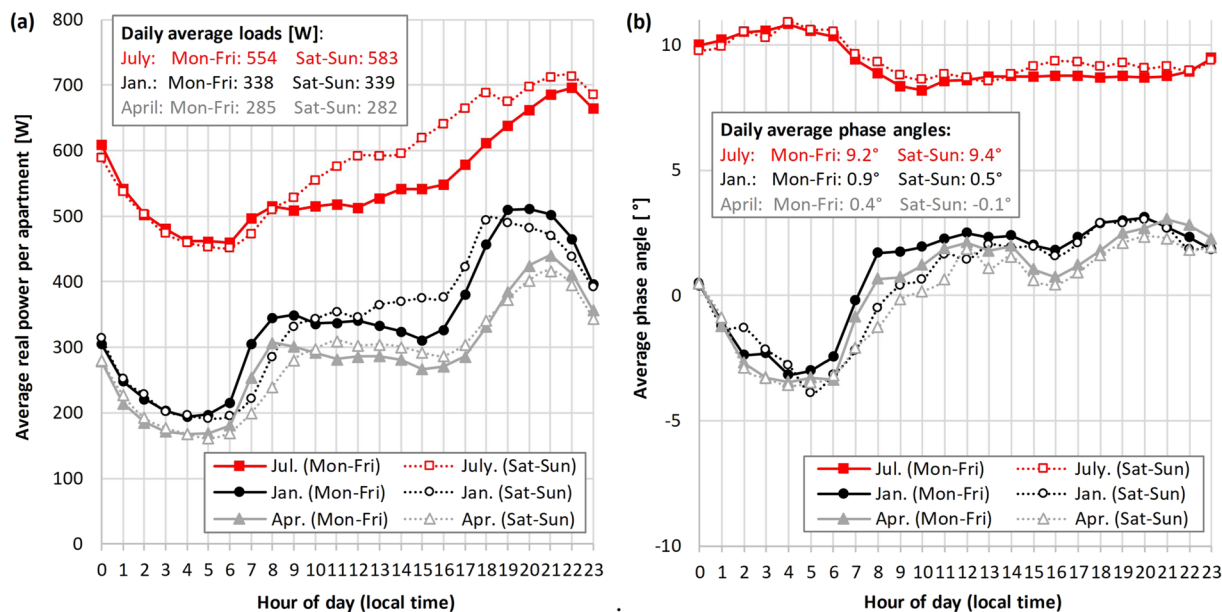 (a)
Average real power per apartment [W]
800
700
600
500
400
300
200
100
0
Daily average loads [W]:
July: Mon-Fri: 554 Sat-Sun: 583
Jan.: Mon-Fri: 338 Sat-Sun: 339
April: Mon-Fri: 285 Sat-Sun: 282
Jul. (Mon-Fri) July. (Sat-Sun)
Jan. (Mon-Fri) Jan. (Sat-Sun)
Apr. (Mon-Fri) Apr. (Sat-Sun)
0 1 2 3 4 5 6 7 8 9 10 11 12 13 14 15 16 17 18 19 20 21 22 23
Hour of day (local time)
.
(b)
Average phase angle [°]
10
5
0
-5
-10
Daily average phase angles:
July: Mon-Fri: 9.2° Sat-Sun: 9.4°
Jan.: Mon-Fri: 0.9° Sat-Sun: 0.5°
April: Mon-Fri: 0.4° Sat-Sun: -0.1°
Jul. (Mon-Fri) July. (Sat-Sun)
Jan. (Mon-Fri) Jan. (Sat-Sun)
Apr. (Mon-Fri) Apr. (Sat-Sun)
0 1 2 3 4 5 6 7 8 9 10 11 12 13 14 15 16 17 18 19 20 21 22 23
Hour of day (local time)